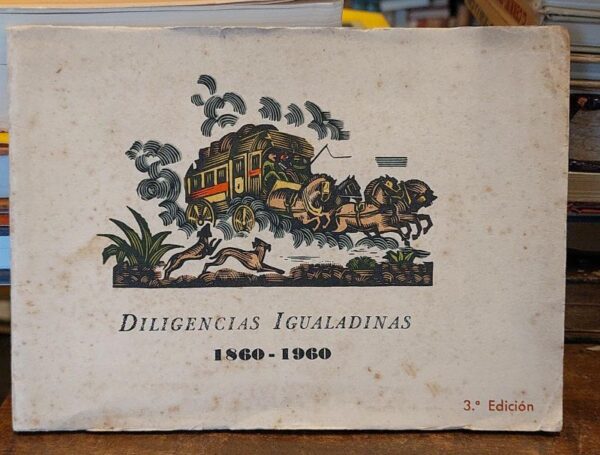 DILIGENCIAS IGUALADINAS
1860-1960
3.ª Edición